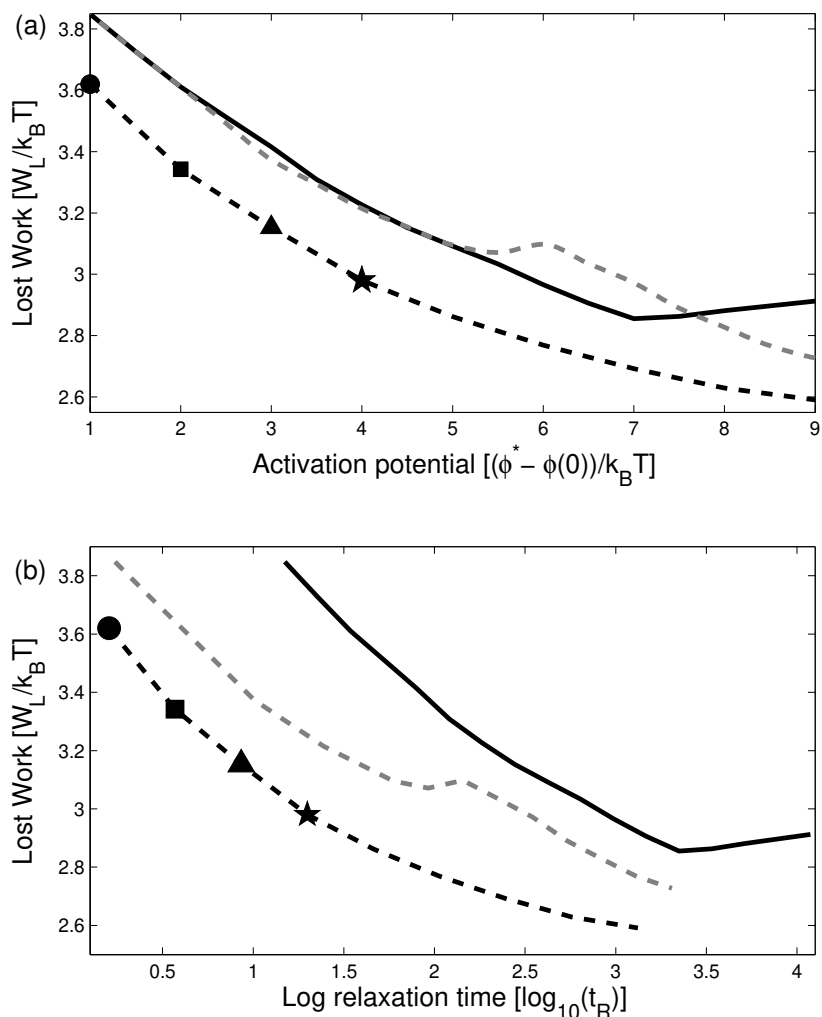 (a)
Lost Work [W_L/k_BT]
3.8
3.6
3.4
3.2
3
2.8
2.6
1 2 3 4 5 6 7 8 9
Activation potential [(ϕ^* - ϕ(0))/k_BT]
(b)
Lost Work [W_L/k_BT]
3.8
3.6
3.4
3.2
3
2.8
2.6
0.5 1 1.5 2 2.5 3 3.5 4
Log relaxation time [log_10(t_R)]